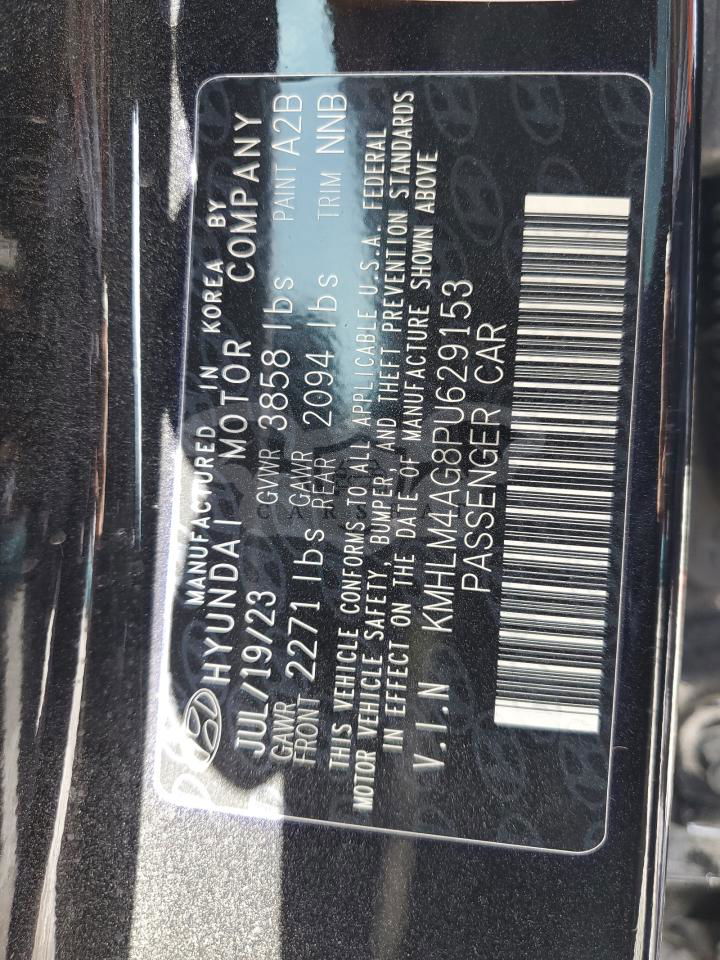 MANUFACTURED IN KOREA BY
HYUNDAI MOTOR COMPANY
JUL/19/23 GVWR 3858 lbs PAINT A2B
GAWR FRONT 2271 lbs GAWR REAR 2094 lbs TRIM NNB
THIS VEHICLE CONFORMS TO ALL APPLICABLE U.S.A. FEDERAL
MOTOR VEHICLE SAFETY, BUMPER, AND THEFT PREVENTION STANDARDS
IN EFFECT ON THE DATE OF MANUFACTURE SHOWN ABOVE
V.I.N KMHLM4AG8PU629153
PASSENGER CAR